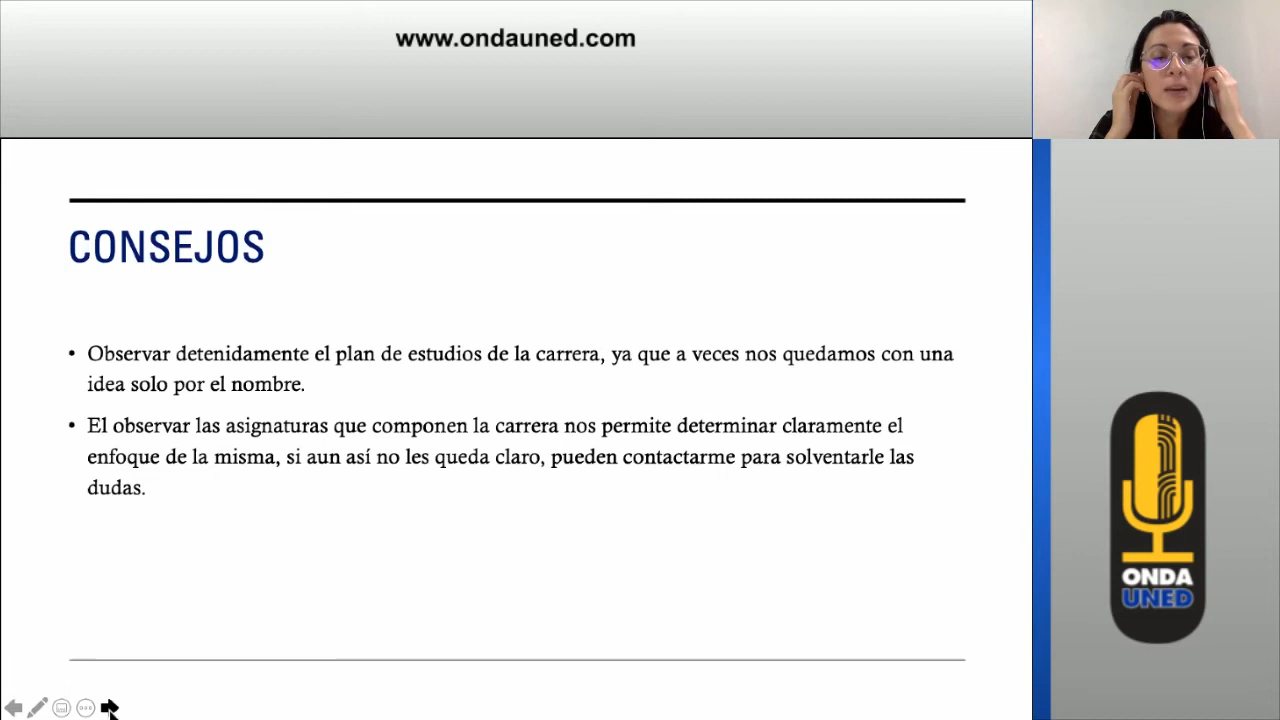 www.ondauned.com
CONSEJOS
• Observar detenidamente el plan de estudios de la carrera, ya que a veces nos quedamos con una
idea solo por el nombre.
• El observar las asignaturas que componen la carrera nos permite determinar claramente el
enfoque de la misma, si aun así no les queda claro, pueden contactarme para solventarle las
dudas.
ONDA
UNED